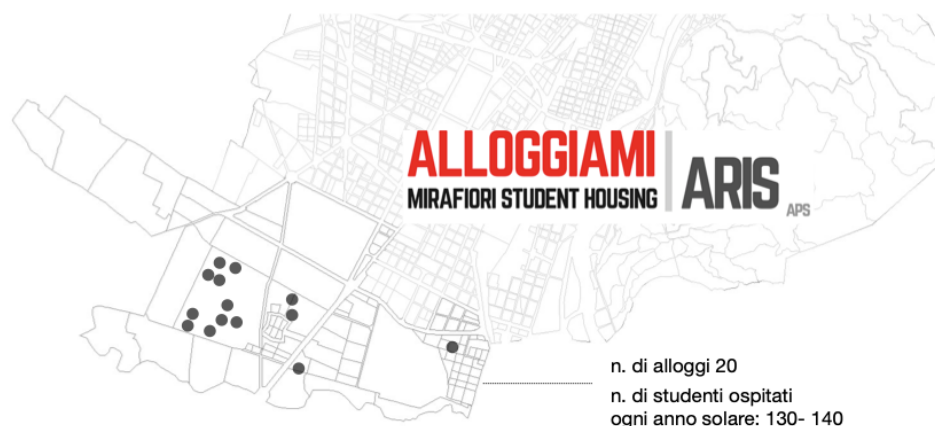 ALLOGGIAMI
MIRAFIORI STUDENT HOUSING
ARIS
APS
n. di alloggi 20
n. di studenti ospitati
ogni anno solare: 130- 140